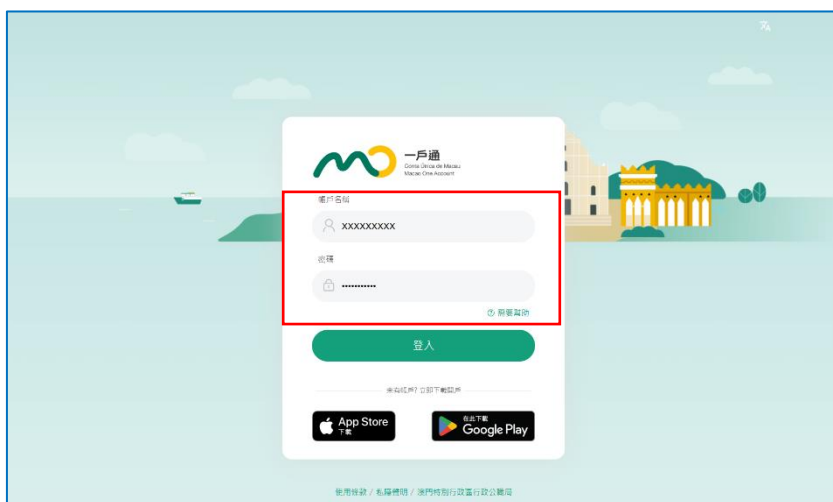 一戶通
Conta Única de Macau
Macao One Account
帳戶名稱
XXXXXXXXX
密碼
•••••••••••
需要幫助
登入
未有帳戶? 立即下載開戶
App Store
下載
在此下載
Google Play
使用條款 / 私隱聲明 / 澳門特別行政區行政公職局